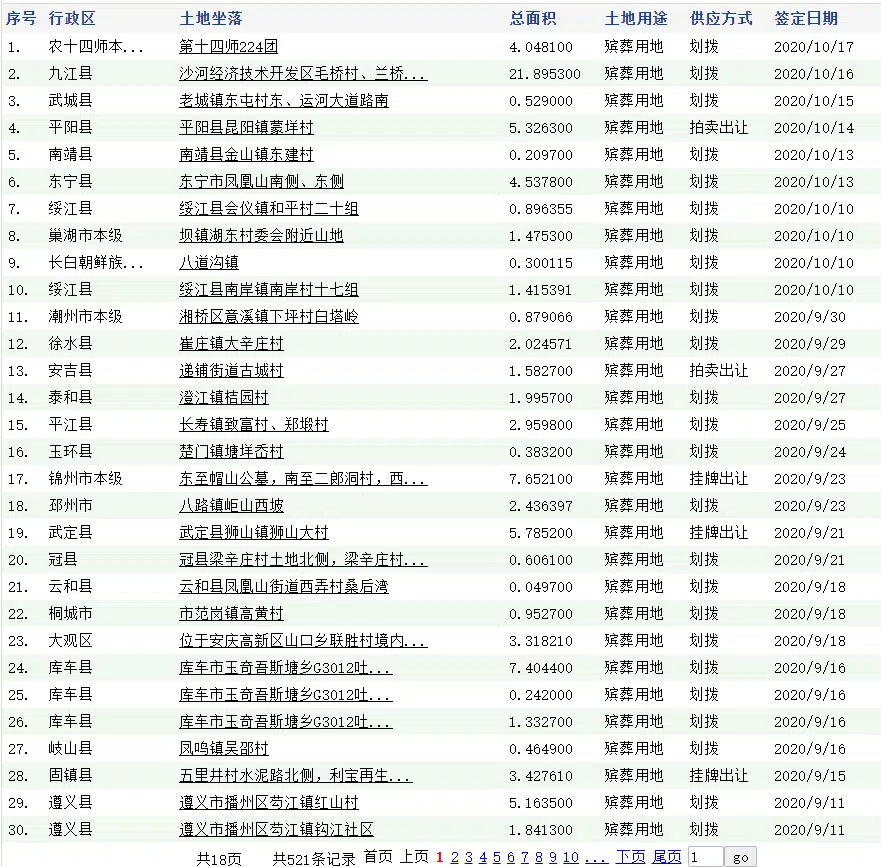 序号 行政区 土地坐落 总面积 土地用途 供应方式 签定日期
1. 农十四师本... 第十四师224团 4.048100 殡葬用地 划拨 2020/10/17
2. 九江县 沙河经济技术开发区毛桥村、兰桥... 21.895300 殡葬用地 划拨 2020/10/16
3. 武城县 老城镇东屯村东、运河大道路南 0.529000 殡葬用地 划拨 2020/10/15
4. 平阳县 平阳县昆阳镇蒙垟村 5.326300 殡葬用地 拍卖出让 2020/10/14
5. 南靖县 南靖县金山镇东建村 0.209700 殡葬用地 划拨 2020/10/13
6. 东宁县 东宁市凤凰山南侧、东侧 4.537800 殡葬用地 划拨 2020/10/13
7. 绥江县 绥江县会仪镇和平村二十组 0.896355 殡葬用地 划拨 2020/10/10
8. 巢湖市本级 坝镇湖东村委会附近山地 1.475300 殡葬用地 划拨 2020/10/10
9. 长白朝鲜族... 八道沟镇 0.300115 殡葬用地 划拨 2020/10/10
10. 绥江县 绥江县南岸镇南岸村十七组 1.415391 殡葬用地 划拨 2020/10/10
11. 潮州市本级 湘桥区意溪镇下坪村白塔岭 0.879066 殡葬用地 划拨 2020/9/30
12. 徐水县 崔庄镇大辛庄村 2.024571 殡葬用地 划拨 2020/9/29
13. 安吉县 递铺街道古城村 1.582700 殡葬用地 拍卖出让 2020/9/27
14. 泰和县 澄江镇桔园村 1.995700 殡葬用地 划拨 2020/9/27
15. 平江县 长寿镇致富村、郑塅村 2.959800 殡葬用地 划拨 2020/9/25
16. 玉环县 楚门镇塘垟岙村 0.383200 殡葬用地 划拨 2020/9/24
17. 锦州市本级 东至帽山公墓，南至二郎洞村，西... 7.652100 殡葬用地 挂牌出让 2020/9/23
18. 邳州市 八路镇岠山西坡 2.436397 殡葬用地 划拨 2020/9/23
19. 武定县 武定县狮山镇狮山大村 5.785200 殡葬用地 挂牌出让 2020/9/21
20. 冠县 冠县梁辛庄村土地北侧，梁辛庄村... 0.606100 殡葬用地 划拨 2020/9/21
21. 云和县 云和县凤凰山街道西弄村桑后湾 0.049700 殡葬用地 划拨 2020/9/18
22. 桐城市 市范岗镇高黄村 0.952700 殡葬用地 划拨 2020/9/18
23. 大观区 位于安庆高新区山口乡联胜村境内... 3.318210 殡葬用地 划拨 2020/9/18
24. 库车县 库车市玉奇吾斯塘乡G3012吐... 7.404400 殡葬用地 划拨 2020/9/16
25. 库车县 库车市玉奇吾斯塘乡G3012吐... 0.242000 殡葬用地 划拨 2020/9/16
26. 库车县 库车市玉奇吾斯塘乡G3012吐... 1.332700 殡葬用地 划拨 2020/9/16
27. 岐山县 凤鸣镇吴邵村 0.464900 殡葬用地 划拨 2020/9/16
28. 固镇县 五里井村水泥路北侧，利宝再生... 3.427610 殡葬用地 挂牌出让 2020/9/15
29. 遵义县 遵义市播州区芶江镇红山村 5.163500 殡葬用地 划拨 2020/9/11
30. 遵义县 遵义市播州区芶江镇钩江社区 1.841300 殡葬用地 划拨 2020/9/11
共18页 共521条记录 首页 上页 1 2 3 4 5 6 7 8 9 10 ... 下页 尾页 1 go